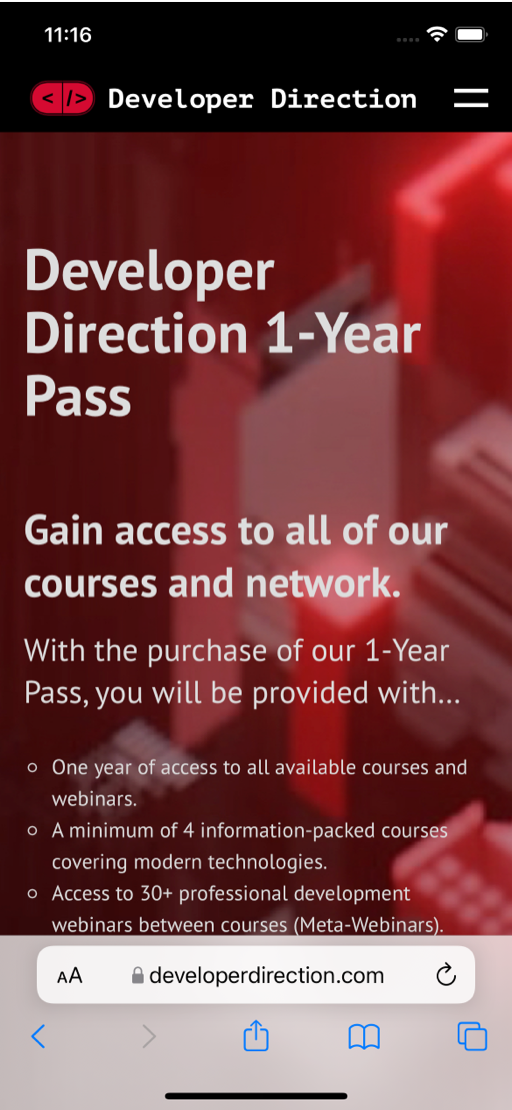 11:16
<//> Developer Direction
Developer
Direction 1-Year
Pass
Gain access to all of our
courses and network.
With the purchase of our 1-Year
Pass, you will be provided with...
One year of access to all available courses and
webinars.
A minimum of 4 information-packed courses
covering modern technologies.
Access to 30+ professional development
webinars between courses (Meta-Webinars).
AA developerdirection.com